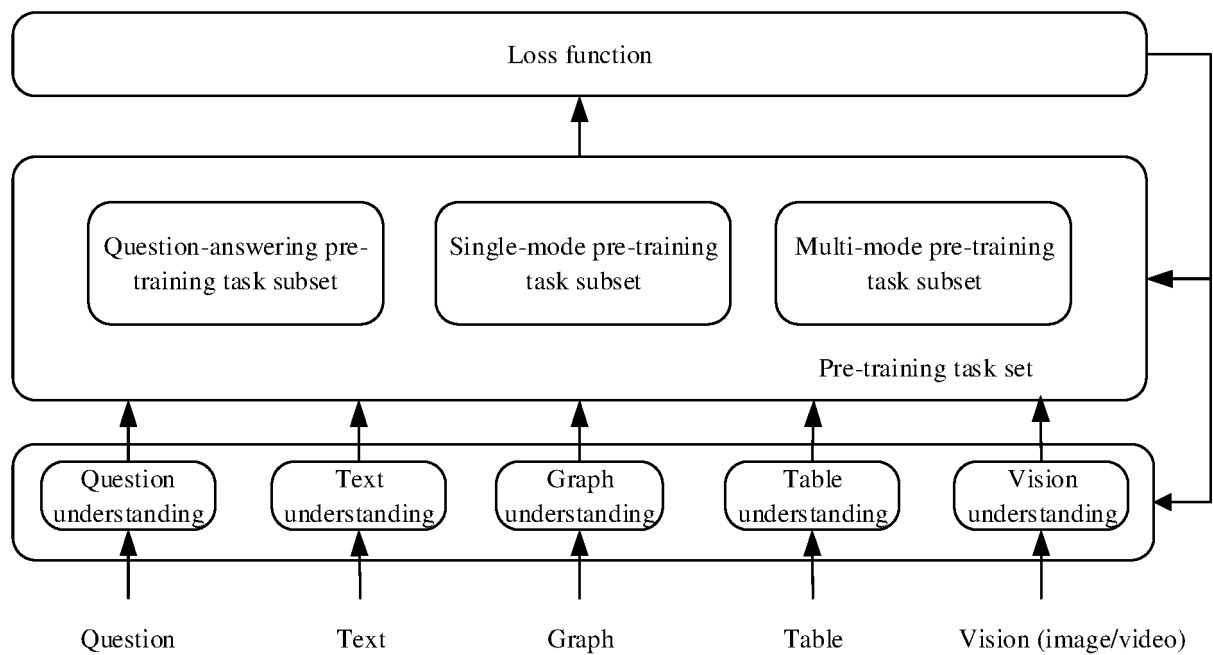 Loss function
Question-answering pre-
training task subset
Single-mode pre-training
task subset
Multi-mode pre-training
task subset
Pre-training task set
Question
understanding
Text
understanding
Graph
understanding
Table
understanding
Vision
understanding
Question
Text
Graph
Table
Vision (image/video)